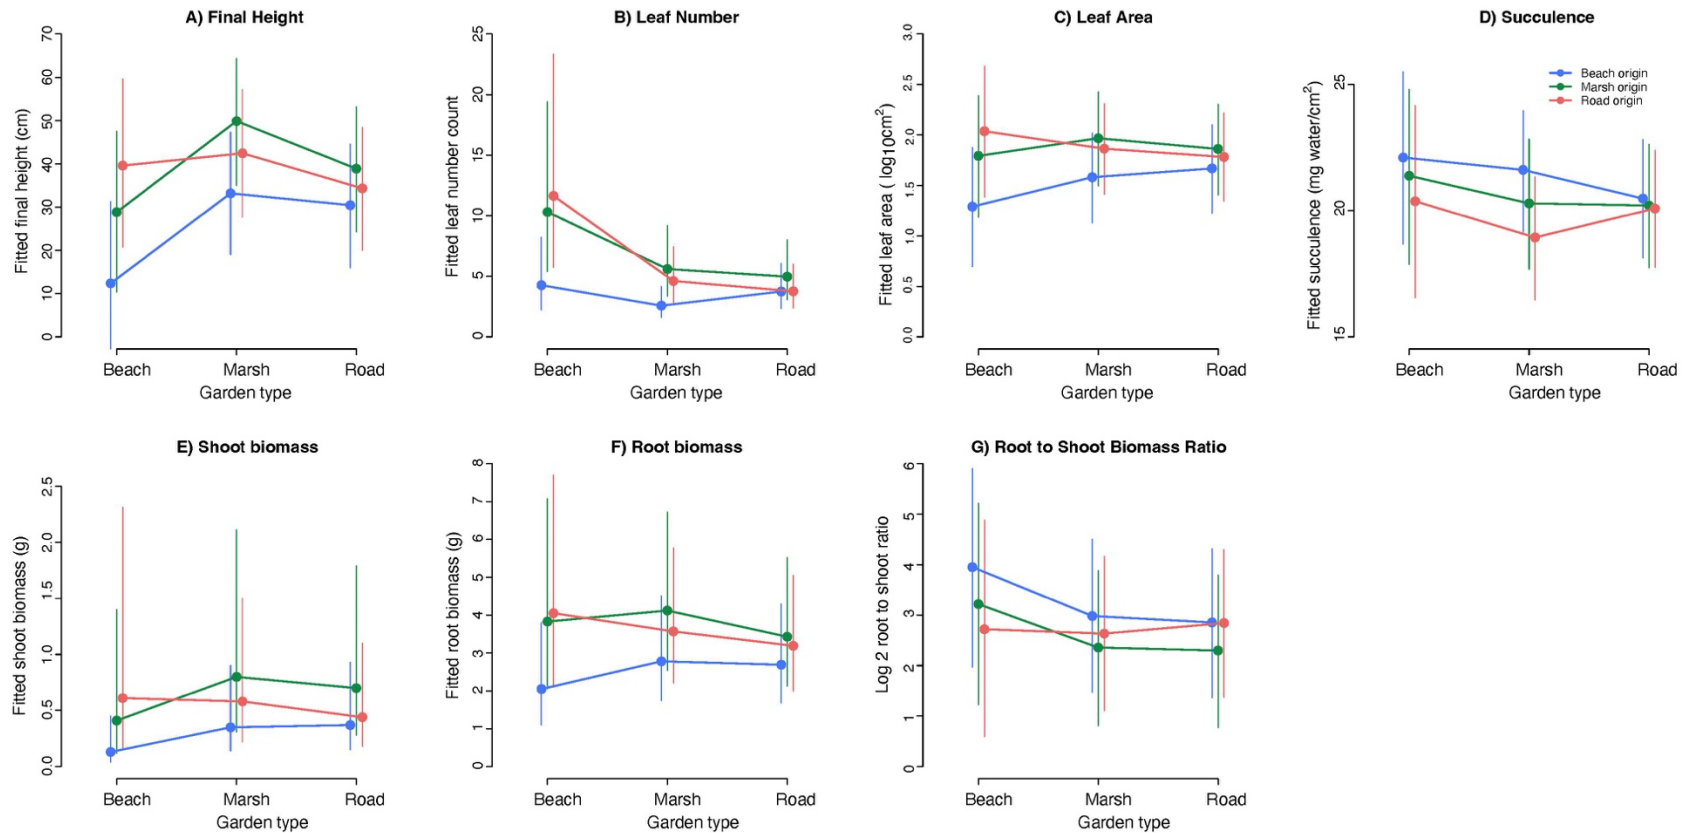 A) Final Height
Fitted final height (cm)
70
60
50
40
30
20
10
0
Beach Marsh Road
Garden type
B) Leaf Number
Fitted leaf number count
25
20
15
10
5
0
Beach Marsh Road
Garden type
C) Leaf Area
Fitted leaf area ( log10cm2)
3.0
2.5
2.0
1.5
1.0
0.5
0.0
Beach Marsh Road
Garden type
D) Succulence
Fitted succulence (mg water/cm2)
25
20
15
Beach origin
Marsh origin
Road origin
Beach Marsh Road
Garden type
E) Shoot biomass
Fitted shoot biomass (g)
2.5
2.0
1.5
1.0
0.5
0.0
Beach Marsh Road
Garden type
F) Root biomass
Fitted root biomass (g)
8
7
6
5
4
3
2
1
0
Beach Marsh Road
Garden type
G) Root to Shoot Biomass Ratio
Log 2 root to shoot ratio
6
5
4
3
2
1
0
Beach Marsh Road
Garden type